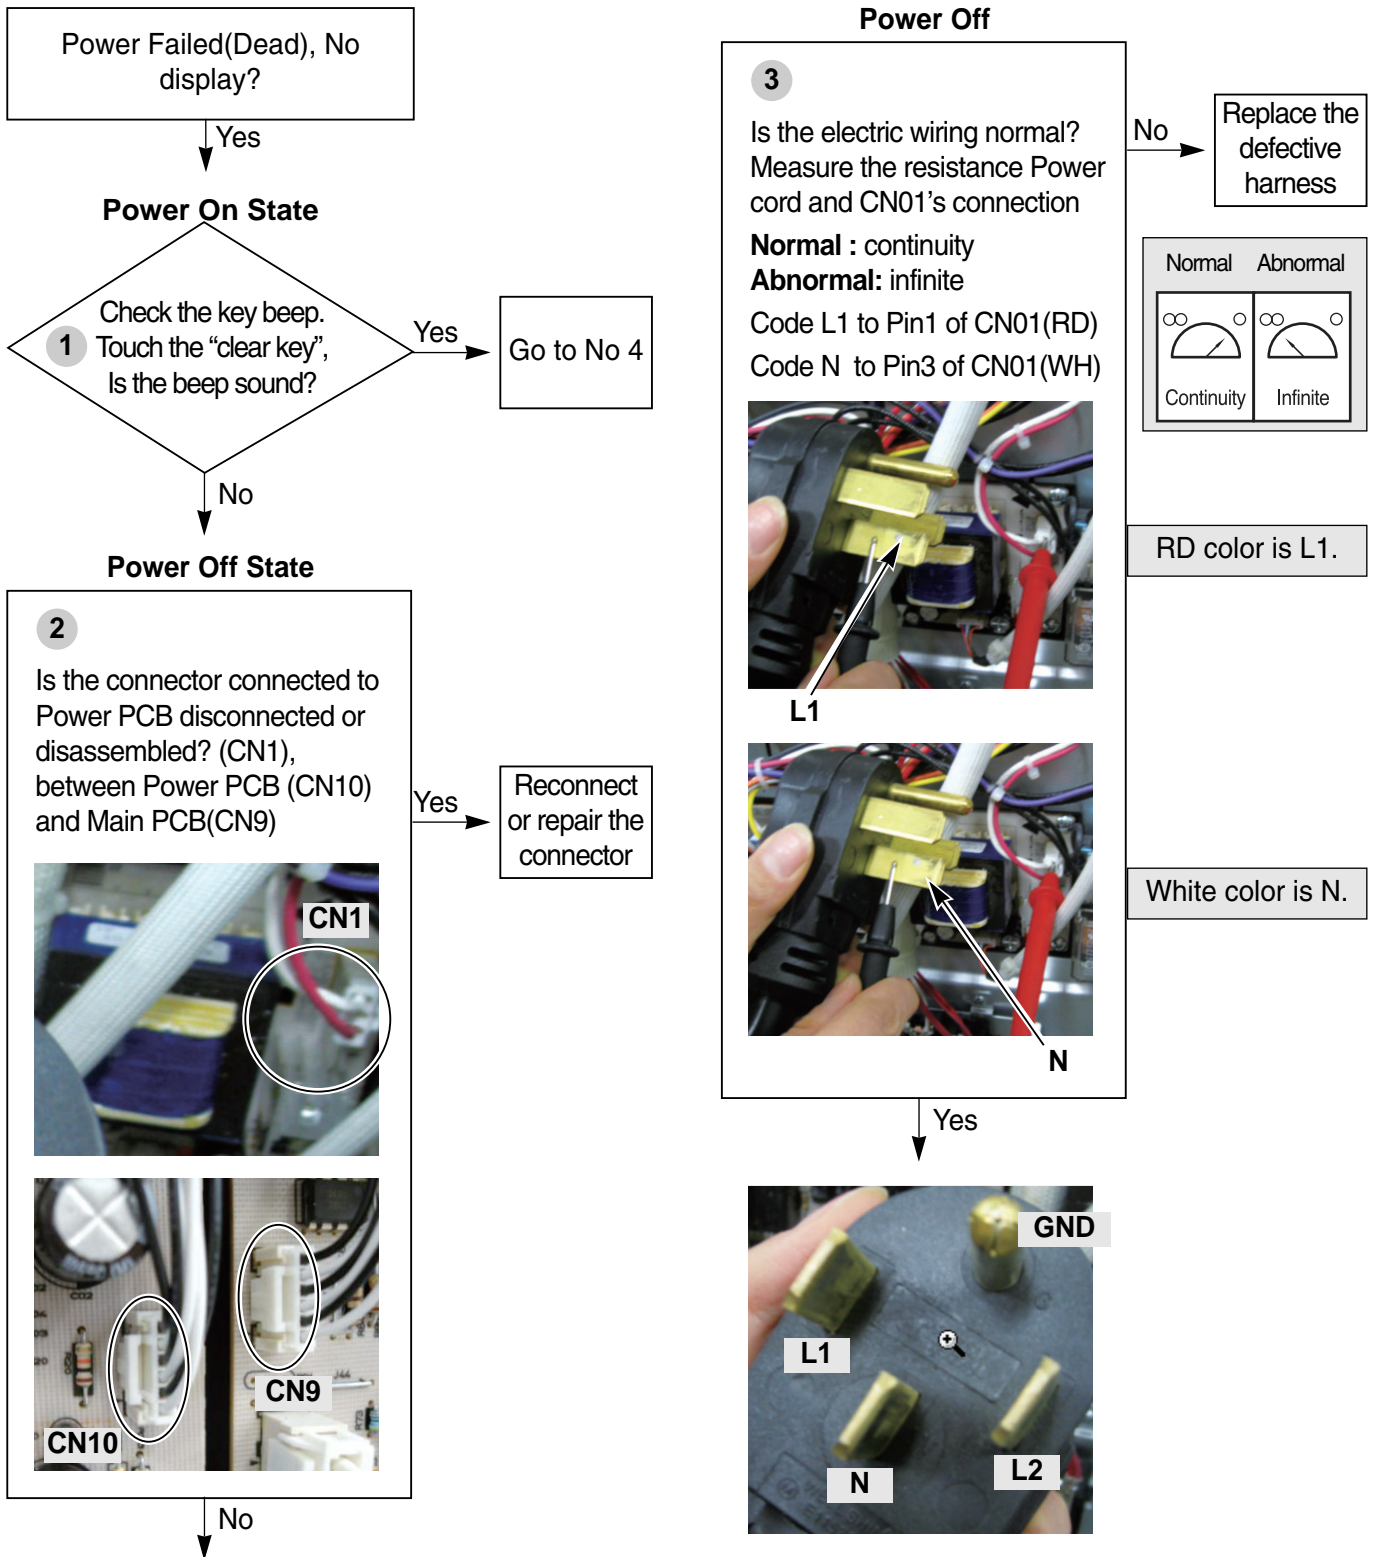 Power Failed(Dead), No
display?
Yes
Power On State
1
Check the key beep.
Touch the “clear key”,
Is the beep sound?
Yes
Go to No 4
No
Power Off State
2
Is the connector connected to
Power PCB disconnected or
disassembled? (CN1),
between Power PCB (CN10)
and Main PCB(CN9)
Yes
Reconnect
or repair the
connector
CN1
CN9
CN10
No
Power Off
3
Is the electric wiring normal?
Measure the resistance Power
cord and CN01’s connection
Normal : continuity
Abnormal: infinite
Code L1 to Pin1 of CN01(RD)
Code N to Pin3 of CN01(WH)
No
Replace the
defective
harness
Normal Abnormal
Continuity Infinite
RD color is L1.
L1
White color is N.
N
Yes
GND
L1
N
L2